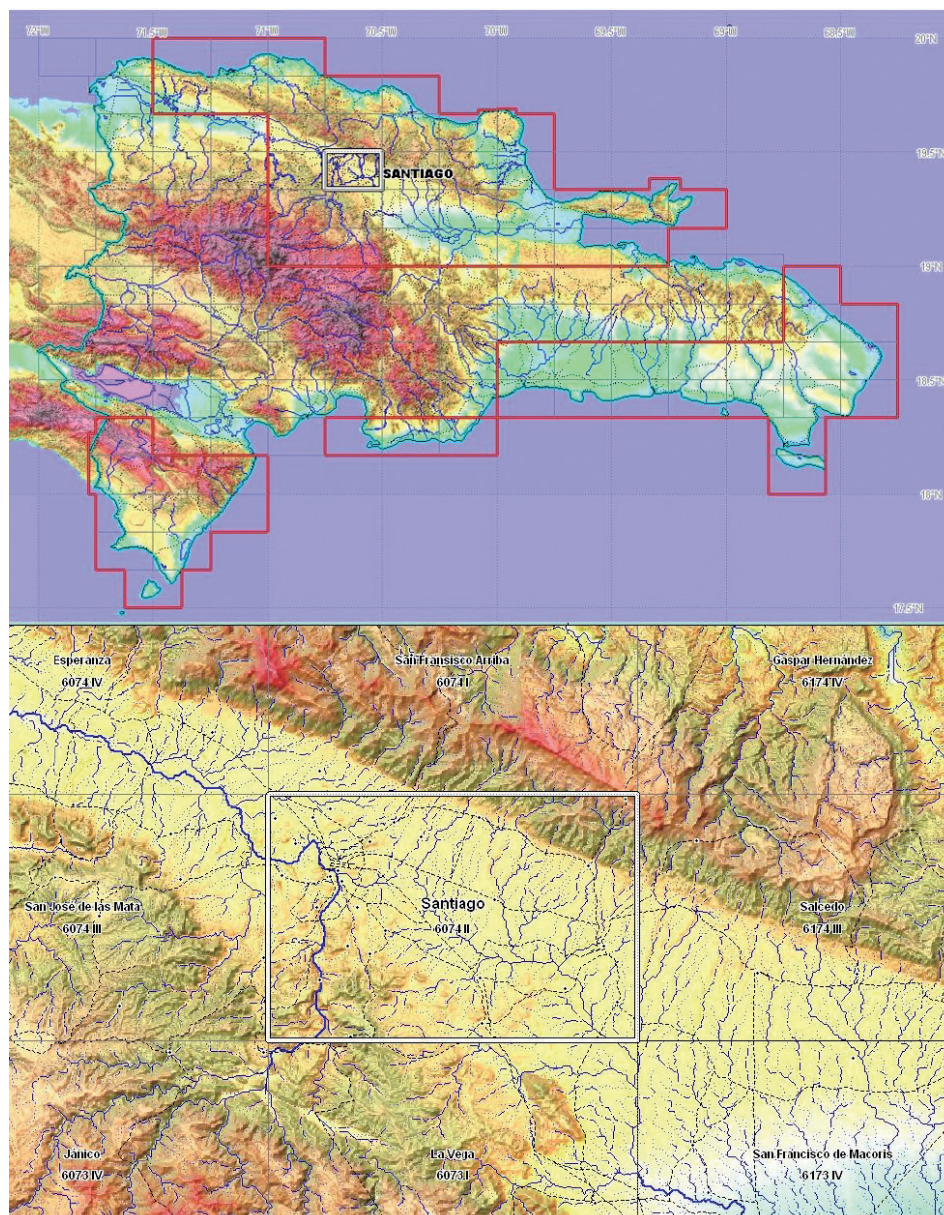 72°W 71.5°W 71°W 70.5°W 70°W 69.5°W 69°W 68.5°W
20°N
19.5°N
SANTIAGO
19°N
18.5°N
18°N
17.5°N
Esperanza
6074 IV
San Fransisco Arriba
6074 I
Gaspar Hernández
6174 IV
San José de las Mata
6074 III
Santiago
6074 II
Salcedo
6174 III
Jánico
6073 IV
La Vega
6073 I
San Francisco de Macoris
6173 IV